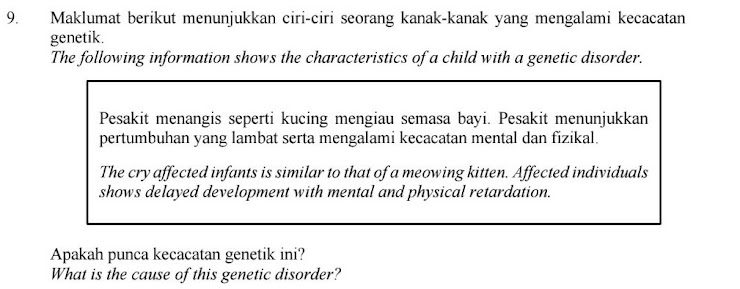 9. Maklumat berikut menunjukkan ciri-ciri seorang kanak-kanak yang mengalami kecacatan
genetik.
The following information shows the characteristics of a child with a genetic disorder.
Pesakit menangis seperti kucing mengiau semasa bayi. Pesakit menunjukkan
pertumbuhan yang lambat serta mengalami kecacatan mental dan fizikal.
The cry affected infants is similar to that of a meowing kitten. Affected individuals
shows delayed development with mental and physical retardation.
Apakah punca kecacatan genetik ini?
What is the cause of this genetic disorder?